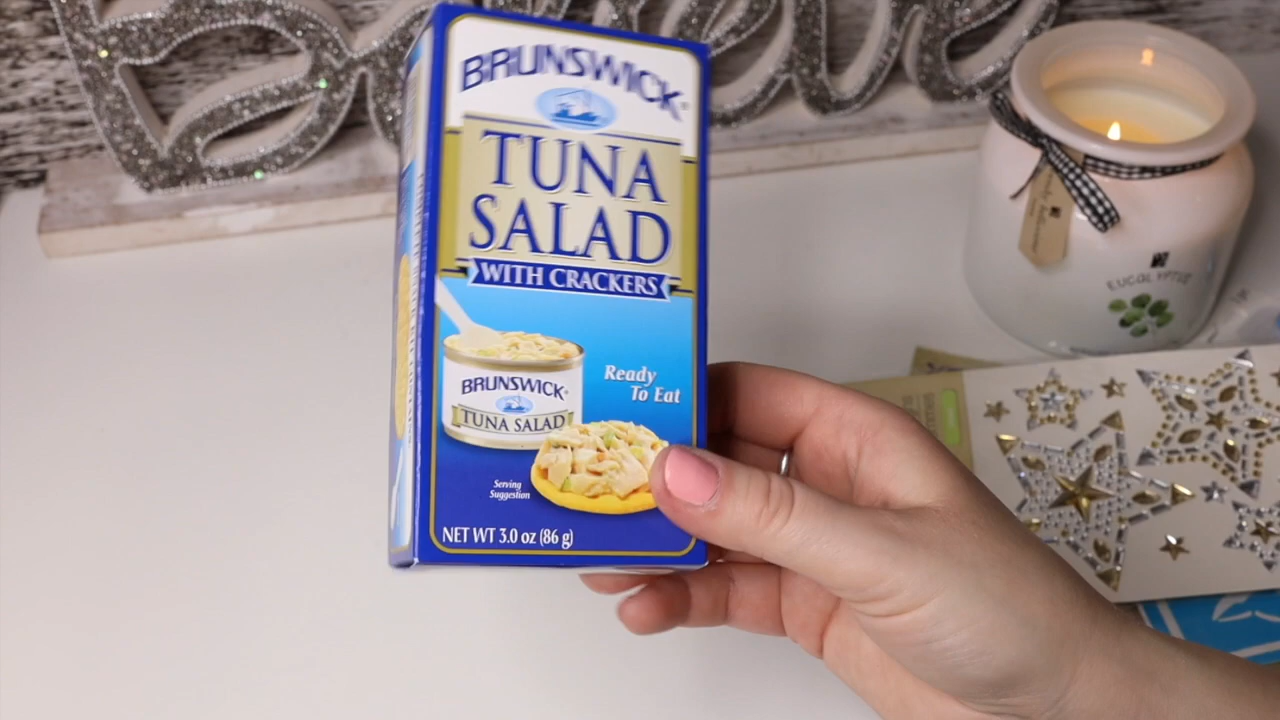 BRUNSWICK®
TUNA
SALAD
WITH CRACKERS
Ready
To Eat
BRUNSWICK®
TUNA SALAD
Serving
Suggestion
NET WT 3.0 oz (86 g)
EUCALYPTUS